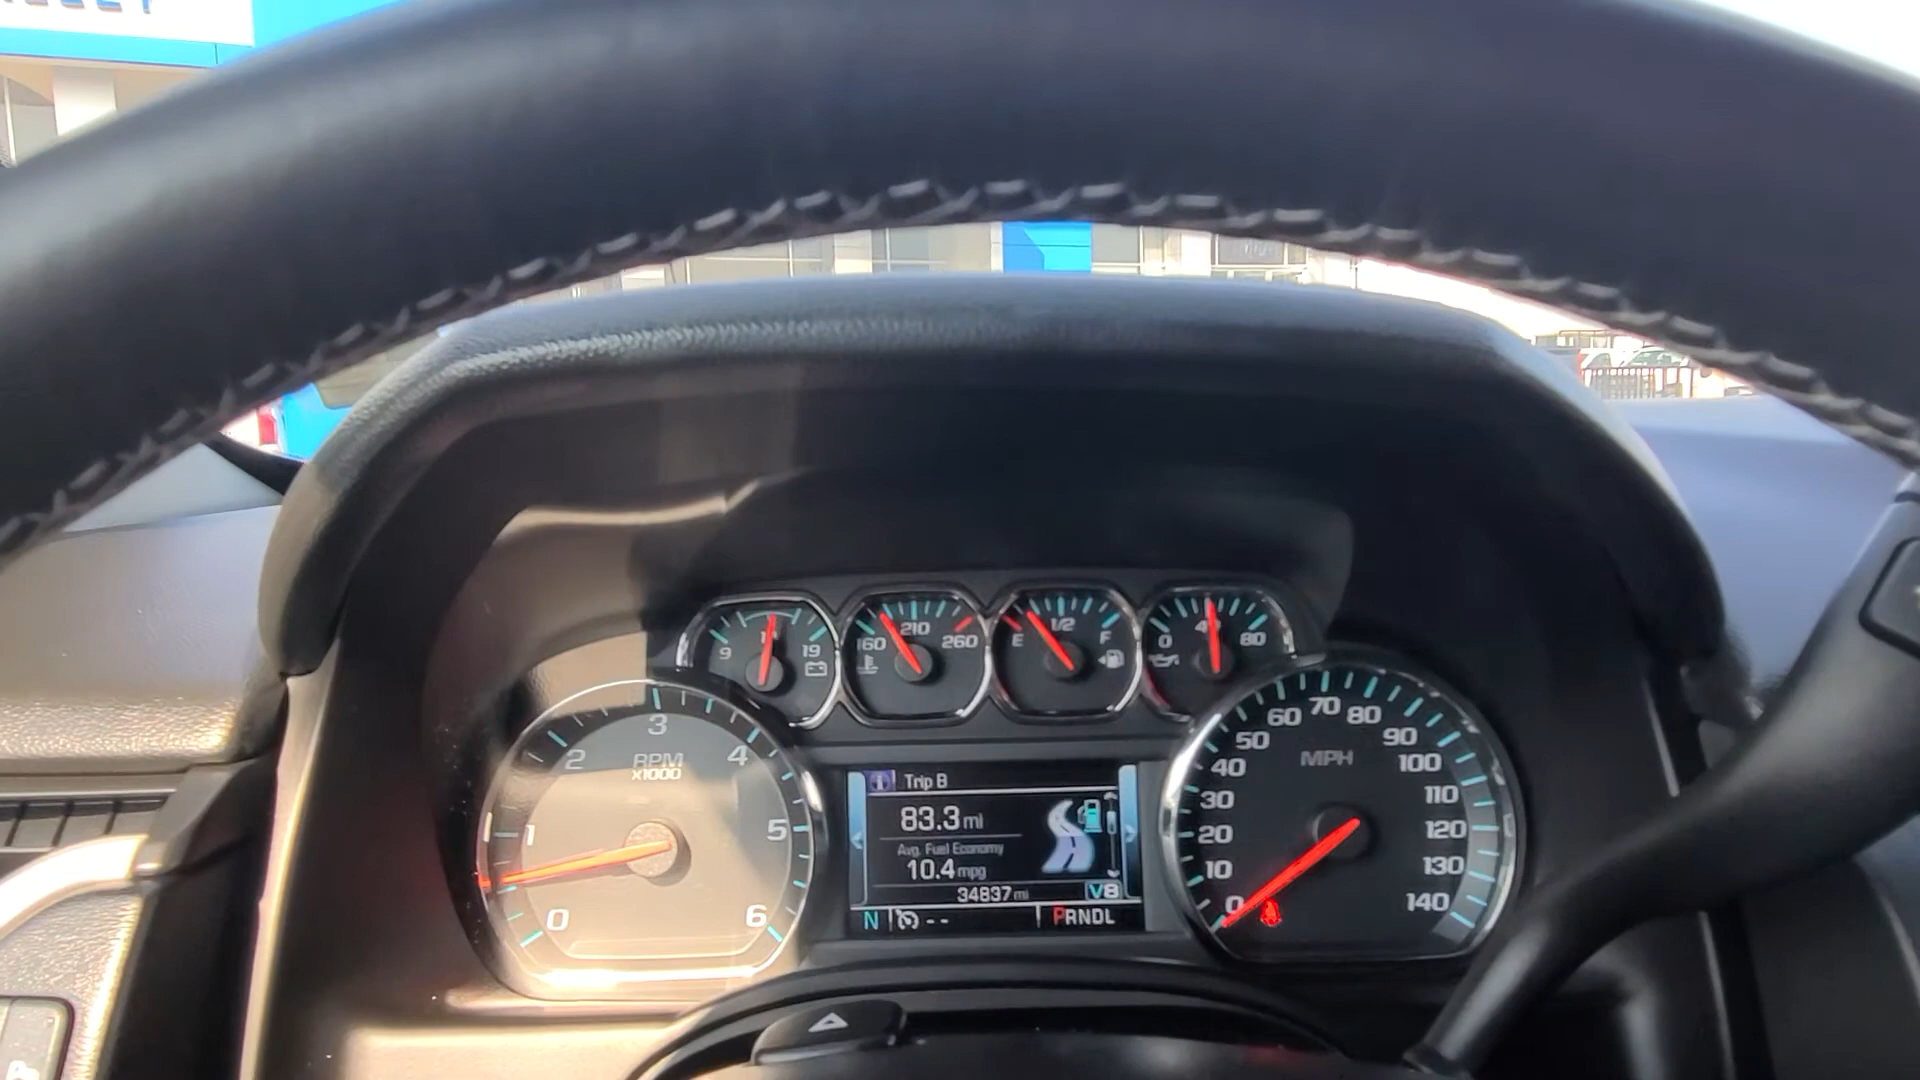 9 14 19
160 210 260
E 1/2 F
0 40 80
0 1 2 3 4 5 6
RPM
x1000
Trip B
83.3 mi
Avg. Fuel Economy
10.4 mpg
34837 mi V8
N -- PRNDL
0 10 20 30 40 50 60 70 80 90 100 110 120 130 140
MPH